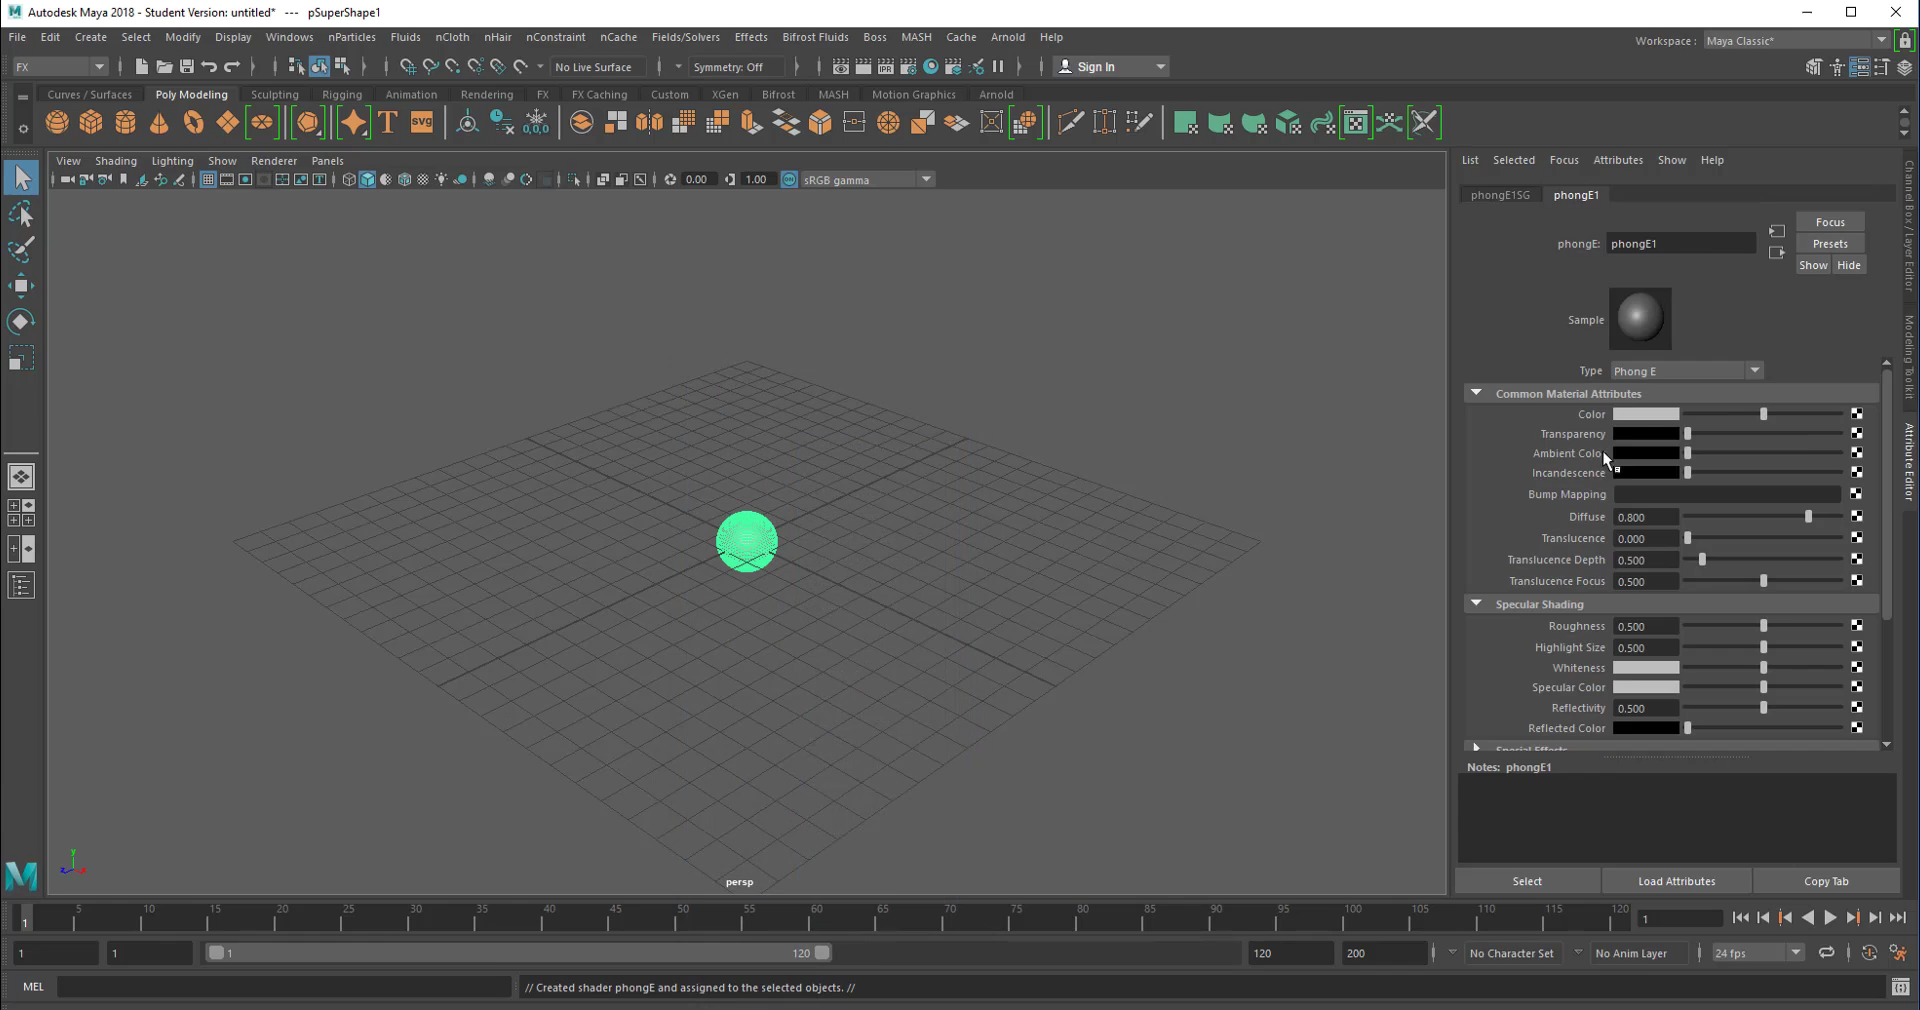 Autodesk Maya 2018 - Student Version: untitled* --- pSuperShape1
File Edit Create Select Modify Display Windows nParticles Fluids nCloth nHair nConstraint nCache Fields/Solvers Effects Bifrost Fluids Boss MASH Cache Arnold Help
Workspace : Maya Classic*
FX No Live Surface Symmetry: Off IPR Sign In
Curves / Surfaces Poly Modeling Sculpting Rigging Animation Rendering FX FX Caching Custom XGen Bifrost MASH Motion Graphics Arnold
T SVG 0,0,0
View Shading Lighting Show Renderer Panels
0.00 1.00 ON sRGB gamma
List Selected Focus Attributes Show Help
phongE1SG phongE1
Focus
phongE: phongE1 Presets
Show Hide
Sample
Type Phong E
Common Material Attributes
Color
Transparency
Ambient Color
Incandescence
Bump Mapping
Diffuse 0.800
Translucence 0.000
Translucence Depth 0.500
Translucence Focus 0.500
Specular Shading
Roughness 0.500
Highlight Size 0.500
Whiteness
Specular Color
Reflectivity 0.500
Reflected Color
Special Effects
Notes: phongE1
Select Load Attributes Copy Tab
Channel Box / Layer Editor
Modeling Toolkit
Attribute Editor
y
z x
persp
1 5 10 15 20 25 30 35 40 45 50 55 60 65 70 75 80 85 90 95 100 105 110 115 120 1
1 1 1 120 120 200 No Character Set No Anim Layer 24 fps
MEL // Created shader phongE and assigned to the selected objects. //